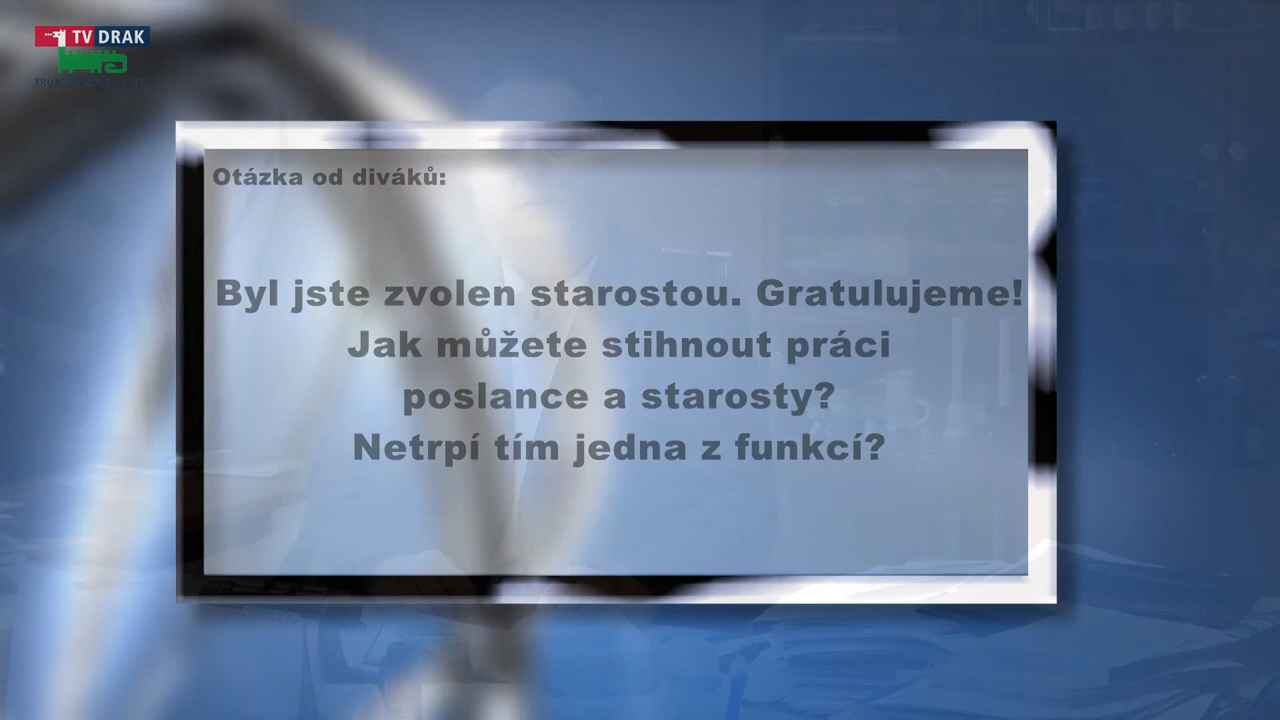 TV DRAK
Otázka od diváků:
Byl jste zvolen starostou. Gratulujeme!
Jak můžete stihnout práci
poslance a starosty?
Netrpí tím jedna z funkcí?